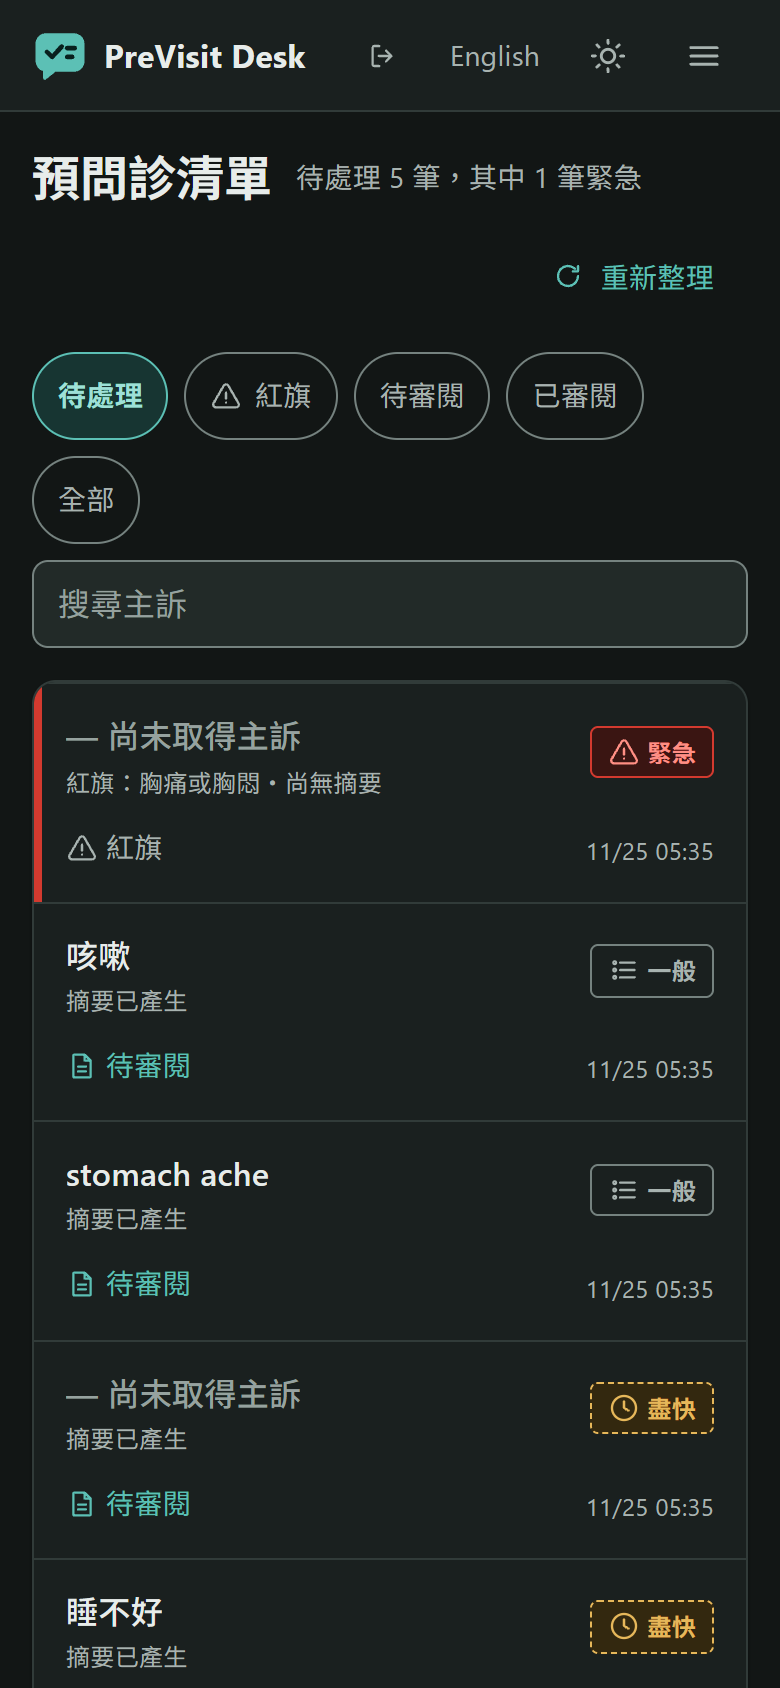 PreVisit Desk English
預問診清單 待處理 5 筆，其中 1 筆緊急
重新整理
待處理 紅旗 待審閱 已審閱
全部
搜尋主訴
— 尚未取得主訴 緊急
紅旗：胸痛或胸悶・尚無摘要
紅旗 11/25 05:35
咳嗽 一般
摘要已產生
待審閱 11/25 05:35
stomach ache 一般
摘要已產生
待審閱 11/25 05:35
— 尚未取得主訴 盡快
摘要已產生
待審閱 11/25 05:35
睡不好 盡快
摘要已產生